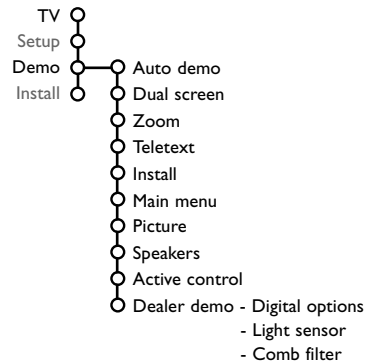 TV
Setup
Demo
Install
Auto demo
Dual screen
Zoom
Teletext
Install
Main menu
Picture
Speakers
Active control
Dealer demo - Digital options
- Light sensor
- Comb filter